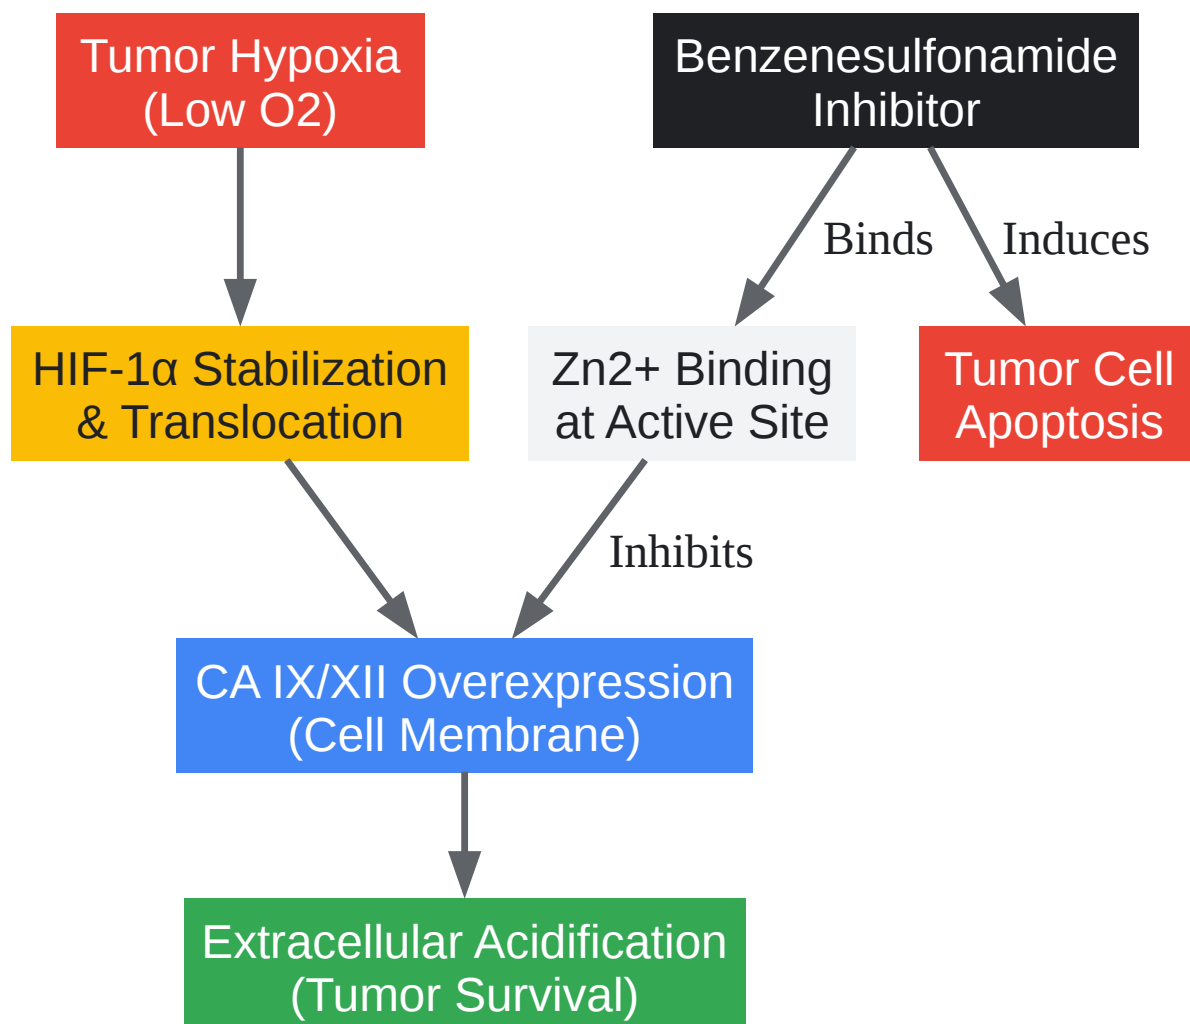 Tumor Hypoxia
(Low O2)
Benzenesulfonamide
Inhibitor
Binds
Induces
HIF-1α Stabilization
& Translocation
Zn2+ Binding
at Active Site
Tumor Cell
Apoptosis
Inhibits
CA IX/XII Overexpression
(Cell Membrane)
Extracellular Acidification
(Tumor Survival)